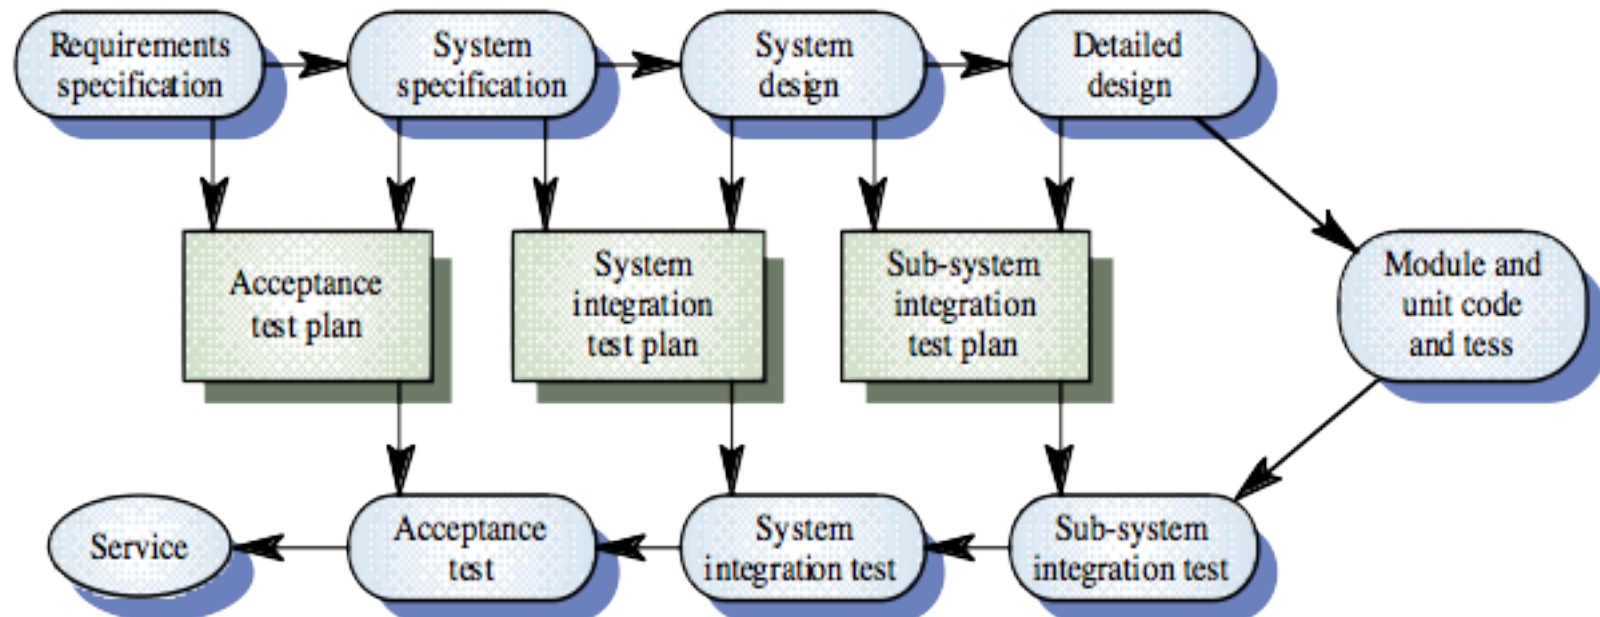 Requirements
specification
System
specification
System
design
Detailed
design
Acceptance
test plan
System
integration
test plan
Sub-system
integration
test plan
Module and
unit code
and tess
Service
Acceptance
test
System
integration test
Sub-system
integration test